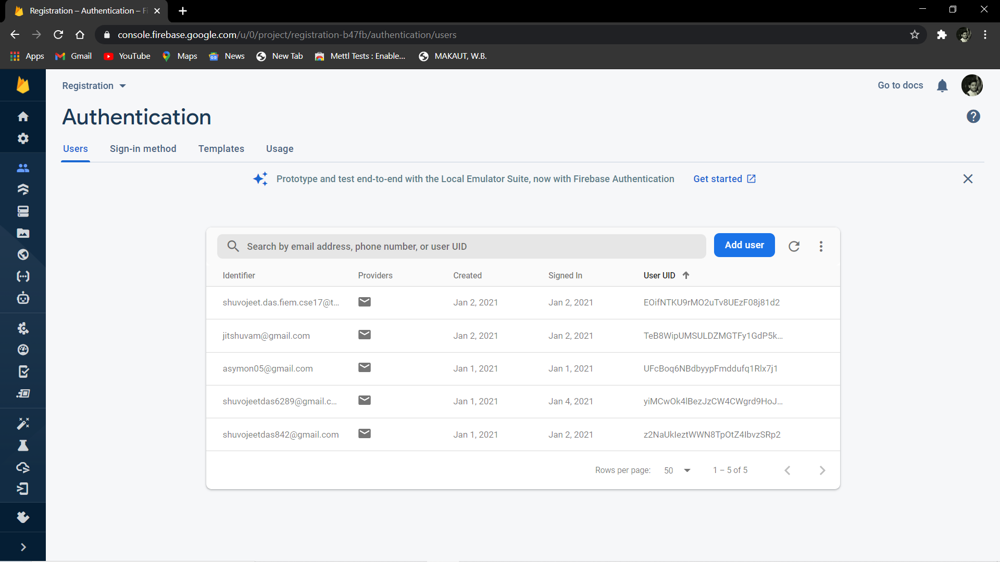 Registration – Authentication – Fi
console.firebase.google.com/u/0/project/registration-b47fb/authentication/users
Apps Gmail YouTube Maps News New Tab Mettl Tests : Enable... MAKAUT, W.B.
Registration Go to docs
Authentication
Users Sign-in method Templates Usage
Prototype and test end-to-end with the Local Emulator Suite, now with Firebase Authentication Get started
Search by email address, phone number, or user UID Add user
Identifier Providers Created Signed In User UID
shuvojeet.das.fiem.cse17@t... Jan 2, 2021 Jan 2, 2021 EOifNTKU9rMO2uTv8UEzF08j81d2
jitshuvam@gmail.com Jan 2, 2021 Jan 2, 2021 TeB8WipUMSULDZMGTFy1GdP5k...
asymon05@gmail.com Jan 1, 2021 Jan 1, 2021 UFcBoq6NBdbyypFmddufq1Rlx7j1
shuvojeetdas6289@gmail.c... Jan 1, 2021 Jan 4, 2021 yiMCwOk4lBezJzCW4CWgrd9HoJ...
shuvojeetdas842@gmail.com Jan 1, 2021 Jan 2, 2021 z2NaUkIeztWWN8TpOtZ4IbvzSRp2
Rows per page: 50 1 – 5 of 5